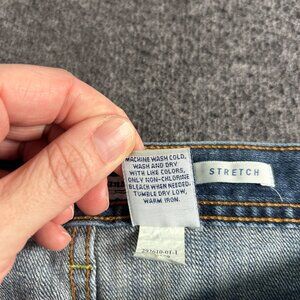 MACHINE WASH COLD,
WASH AND DRY
WITH LIKE COLORS,
ONLY NON-CHLORINE
BLEACH WHEN NEEDED,
TUMBLE DRY LOW,
WARM IRON.
STRETCH